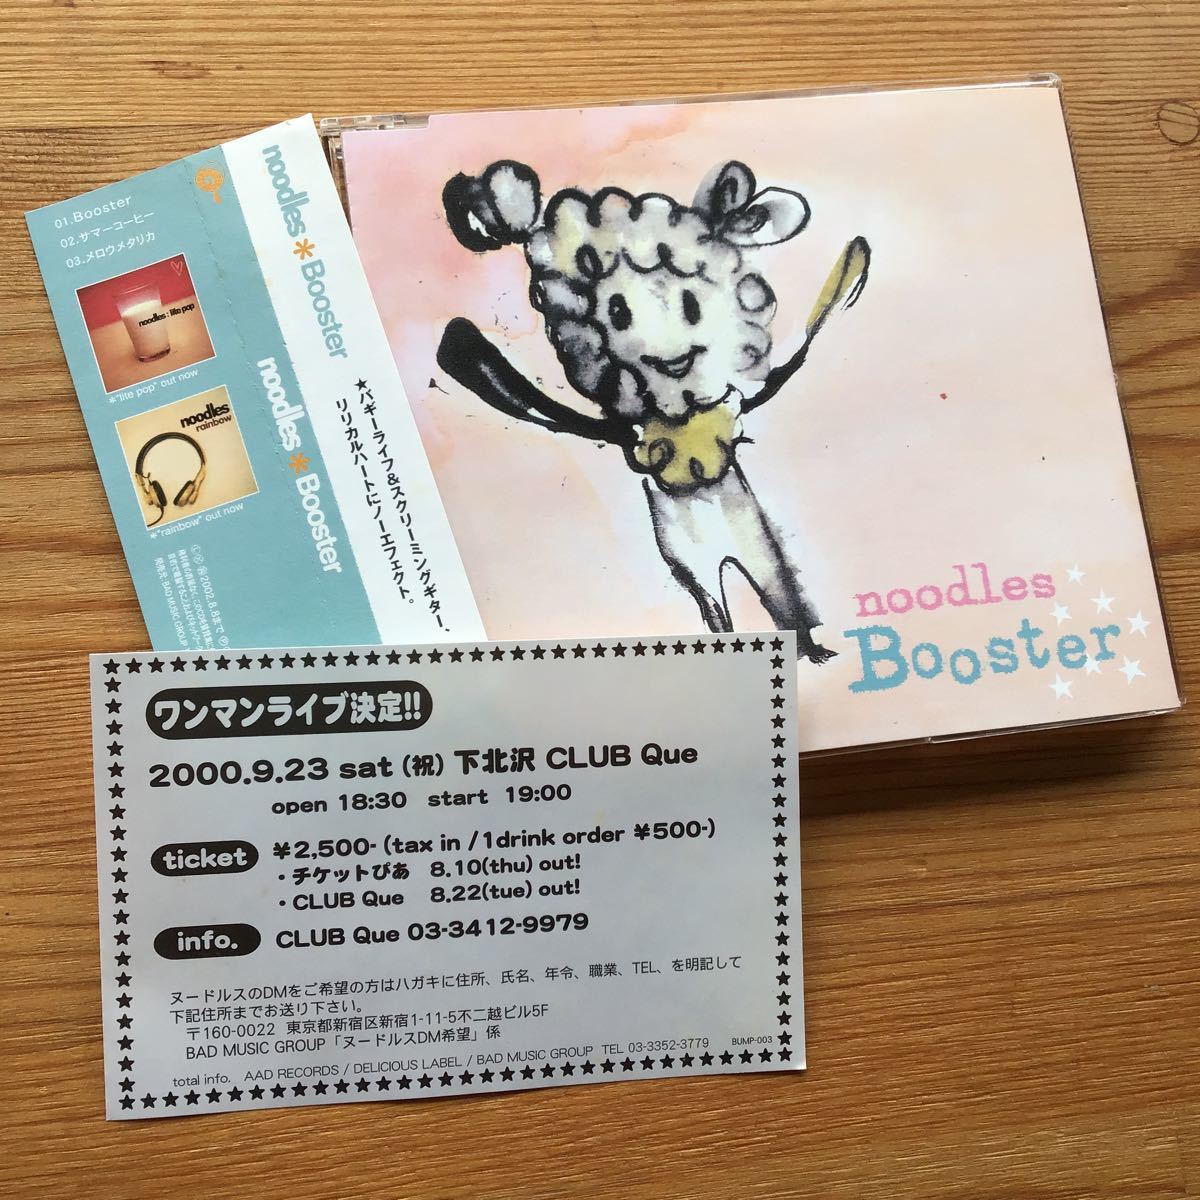 01.Booster
02.サマーコーヒー
03.メロウメタリカ
noodles : lite pop
*"lite pop" out now
noodles
rainbow
*"rainbow" out now
2002.8.8まで
発売元: BAD MUSIC GROUP
noodles*Booster
noodles*Booster
★バギーライフ&スクリーミングギター、
リリカルハートにノーエフェクト。
noodles
Booster
ワンマンライブ決定!!
2000.9.23 sat (祝) 下北沢 CLUB Que
open 18:30 start 19:00
ticket ¥2,500- (tax in / 1drink order ¥500-)
・チケットぴあ 8.10(thu) out!
・CLUB Que 8.22(tue) out!
info. CLUB Que 03-3412-9979
ヌードルスのDMをご希望の方はハガキに住所、氏名、年令、職業、TEL、を明記して
下記住所までお送り下さい。
〒160-0022 東京都新宿区新宿1-11-5不二越ビル5F
BAD MUSIC GROUP「ヌードルスDM希望」係
total info. AAD RECORDS / DELICIOUS LABEL / BAD MUSIC GROUP TEL 03-3352-3779
BUMP-003